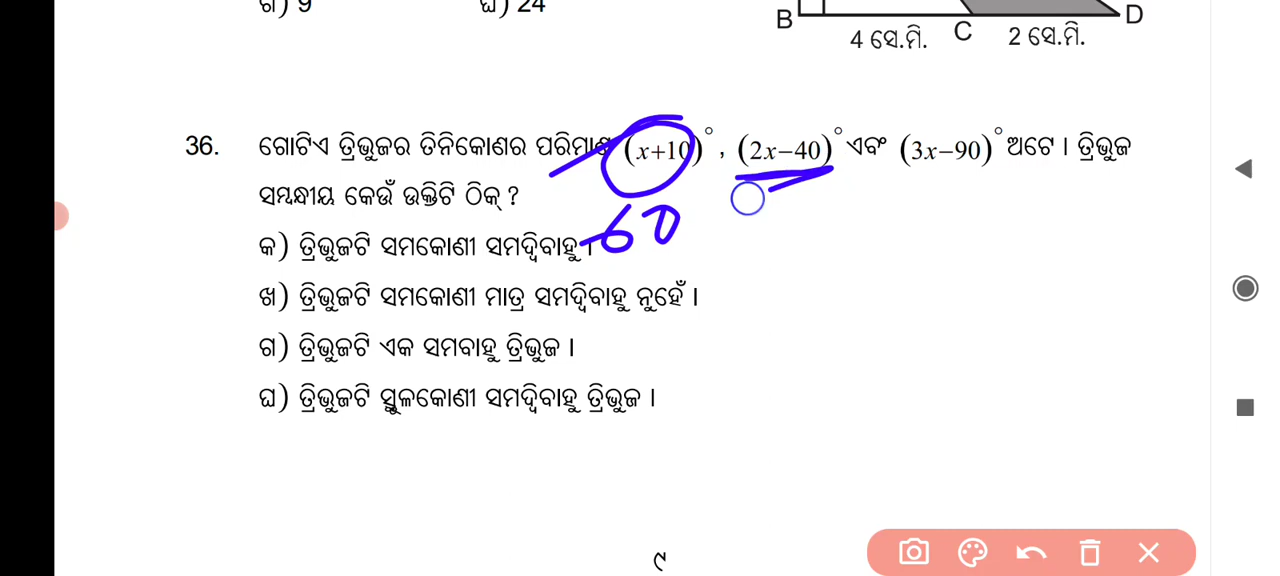 ଗ) 9 ଘ) 24
B 4 ସେ.ମି. C 2 ସେ.ମି. D
36. ଗୋଟିଏ ତ୍ରିଭୁଜର ତିନିକୋଣର ପରିମାଣ (x+10)°, (2x−40)° ଏବଂ (3x−90)° ଅଟେ । ତ୍ରିଭୁଜ
ସମ୍ବନ୍ଧୀୟ କେଉଁ ଉକ୍ତିଟି ଠିକ୍ ?
60
କ) ତ୍ରିଭୁଜଟି ସମକୋଣୀ ସମଦ୍ୱିବାହୁ ।
ଖ) ତ୍ରିଭୁଜଟି ସମକୋଣୀ ମାତ୍ର ସମଦ୍ୱିବାହୁ ନୁହେଁ ।
ଗ) ତ୍ରିଭୁଜଟି ଏକ ସମବାହୁ ତ୍ରିଭୁଜ ।
ଘ) ତ୍ରିଭୁଜଟି ସ୍ଥୁଳକୋଣୀ ସମଦ୍ୱିବାହୁ ତ୍ରିଭୁଜ ।
୯